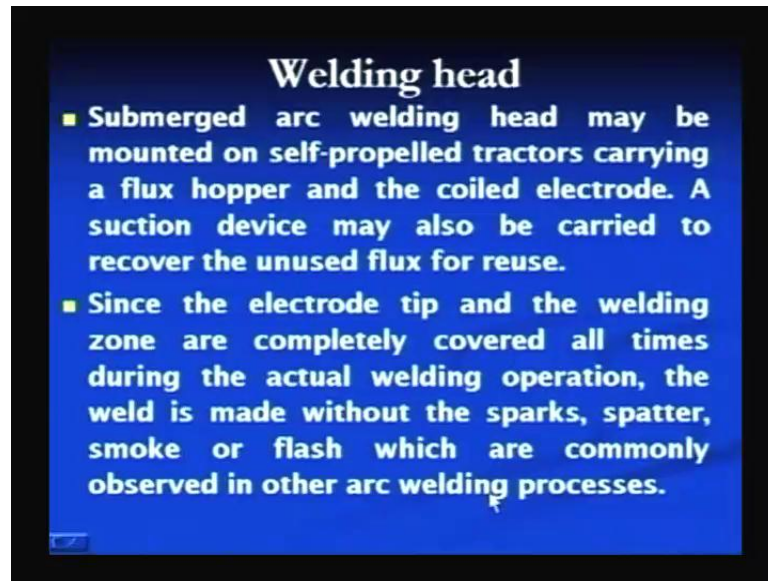 Welding head
Submerged arc welding head may be
mounted on self-propelled tractors carrying
a flux hopper and the coiled electrode. A
suction device may also be carried to
recover the unused flux for reuse.
Since the electrode tip and the welding
zone are completely covered all times
during the actual welding operation, the
weld is made without the sparks, spatter,
smoke or flash which are commonly
observed in other arc welding processes.